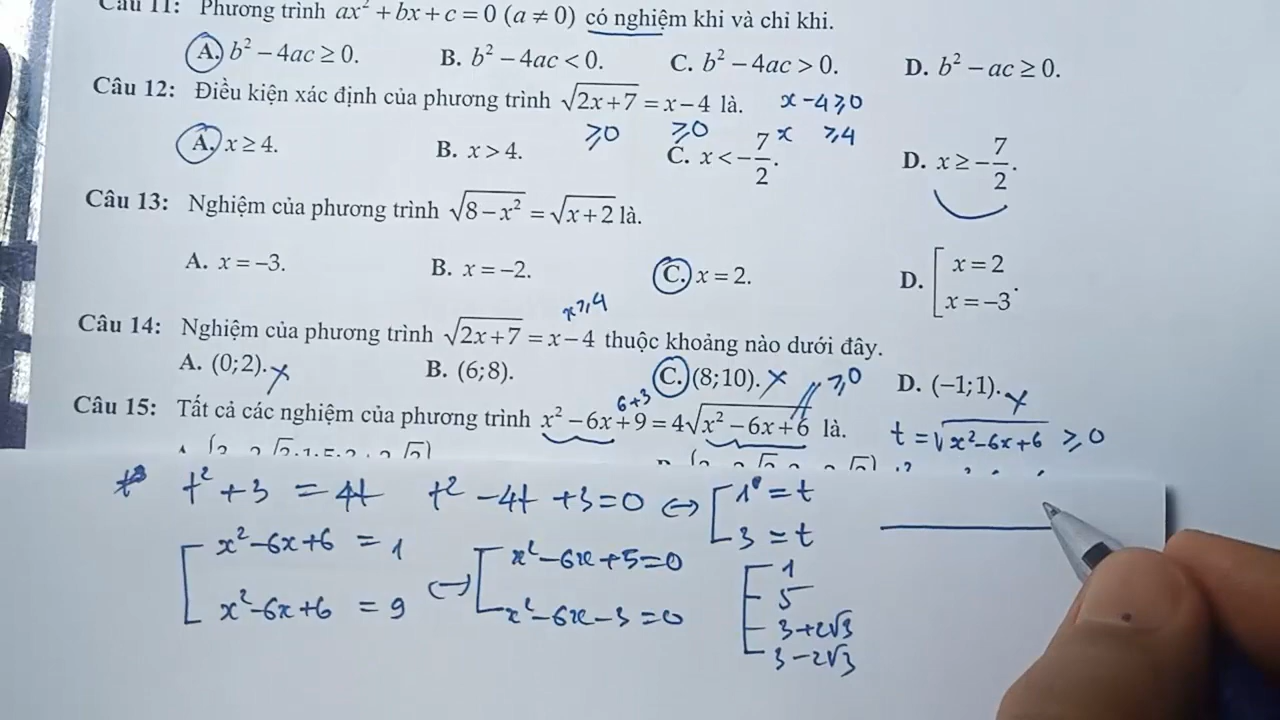 Câu 11: Phương trình ax² + bx + c = 0 (a ≠ 0) có nghiệm khi và chỉ khi.
A. b² − 4ac ≥ 0. B. b² − 4ac < 0. C. b² − 4ac > 0. D. b² − ac ≥ 0.
Câu 12: Điều kiện xác định của phương trình √(2x+7) = x − 4 là. x − 4 ≥ 0
≥0 ≥0 x ≥ 4
A. x ≥ 4. B. x > 4. C. x < −7/2. D. x ≥ −7/2.
Câu 13: Nghiệm của phương trình √(8−x²) = √(x+2) là.
A. x = −3. B. x = −2. C. x = 2. D. [x = 2
x = −3.
x ≥ 4
Câu 14: Nghiệm của phương trình √(2x+7) = x − 4 thuộc khoảng nào dưới đây.
A. (0;2). x B. (6;8). C. (8;10). x D. (−1;1). x
6+3 ≥0
Câu 15: Tất cả các nghiệm của phương trình x² − 6x + 9 = 4√(x² − 6x + 6) là. t = √(x²−6x+6) ≥ 0
t² + 3 = 4t t² − 4t + 3 = 0 ⇔ [1 = t
3 = t
[x² − 6x + 6 = 1 ⇔ [x² − 6x + 5 = 0 [1
5
x² − 6x + 6 = 9 x² − 6x − 3 = 0 3+2√3
3−2√3